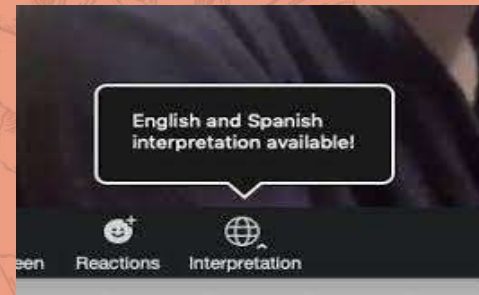 English and Spanish
interpretation available!
een Reactions Interpretation